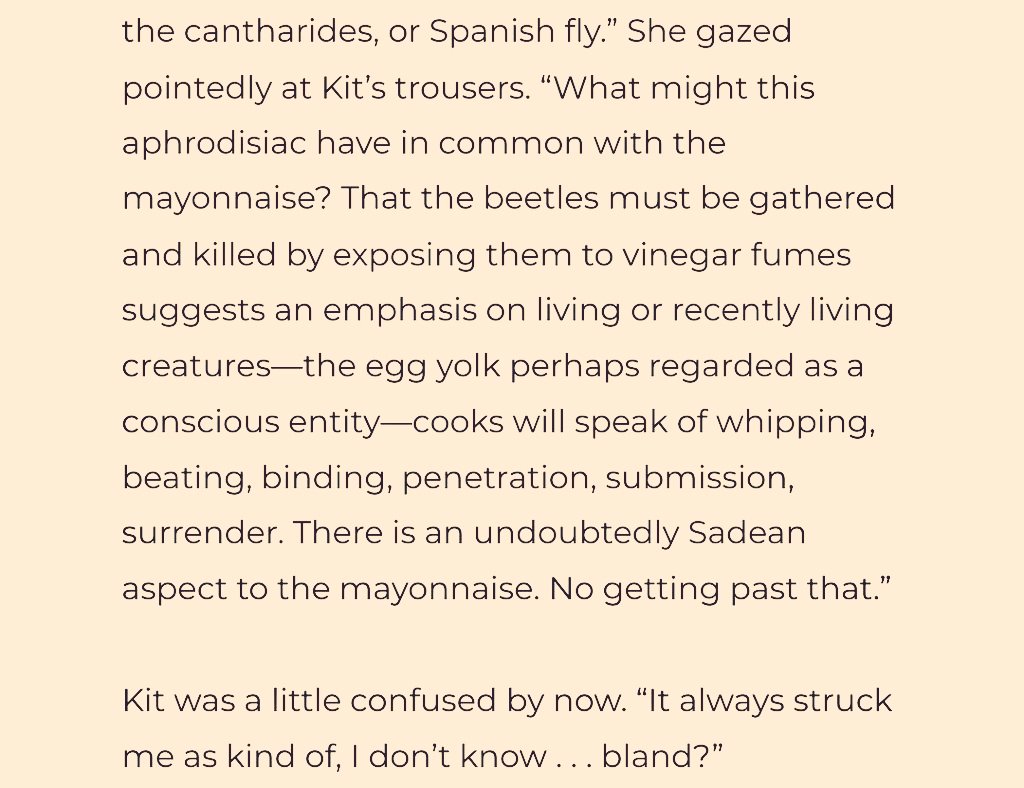 the cantharides, or Spanish fly.” She gazed
pointedly at Kit’s trousers. “What might this
aphrodisiac have in common with the
mayonnaise? That the beetles must be gathered
and killed by exposing them to vinegar fumes
suggests an emphasis on living or recently living
creatures—the egg yolk perhaps regarded as a
conscious entity—cooks will speak of whipping,
beating, binding, penetration, submission,
surrender. There is an undoubtedly Sadean
aspect to the mayonnaise. No getting past that.”
Kit was a little confused by now. “It always struck
me as kind of, I don’t know . . . bland?”